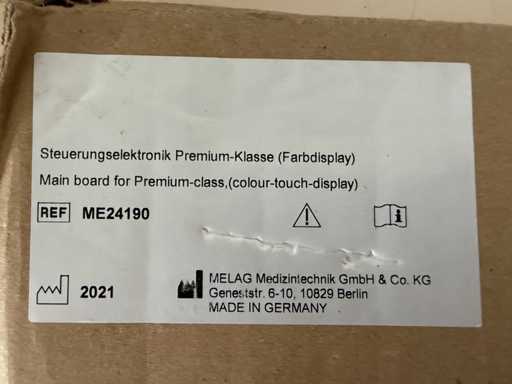 Steuerungselektronik Premium-Klasse (Farbdisplay)
Main board for Premium-class,(colour-touch-display)
REF ME24190
2021
MELAG Medizintechnik GmbH & Co. KG
Geneststr. 6-10, 10829 Berlin
MADE IN GERMANY